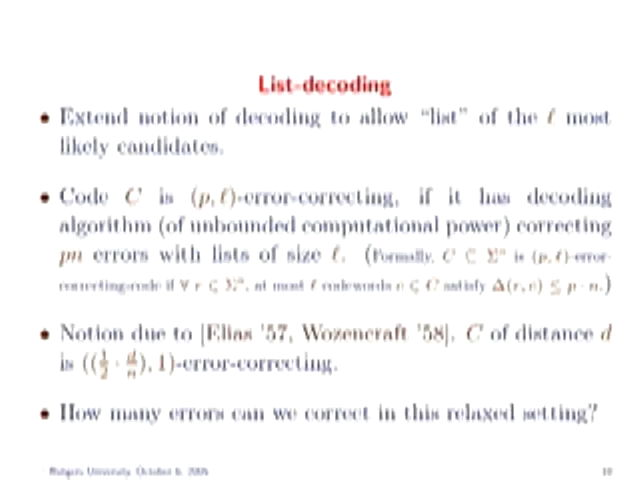 List-decoding
• Extend notion of decoding to allow "list" of the ℓ most
likely candidates.
• Code C is (p, ℓ)-error-correcting, if it has decoding
algorithm (of unbounded computational power) correcting
pn errors with lists of size ℓ. (Formally, C ⊂ Σⁿ is (p, ℓ)-error-
correcting-code if ∀ r ∈ Σⁿ, at most ℓ codewords c ∈ C satisfy Δ(r, c) ≤ p · n.)
• Notion due to [Elias '57, Wozencraft '58]. C of distance d
is ((1/2 · d/n), 1)-error-correcting.
• How many errors can we correct in this relaxed setting?
Rutgers University, October 6,